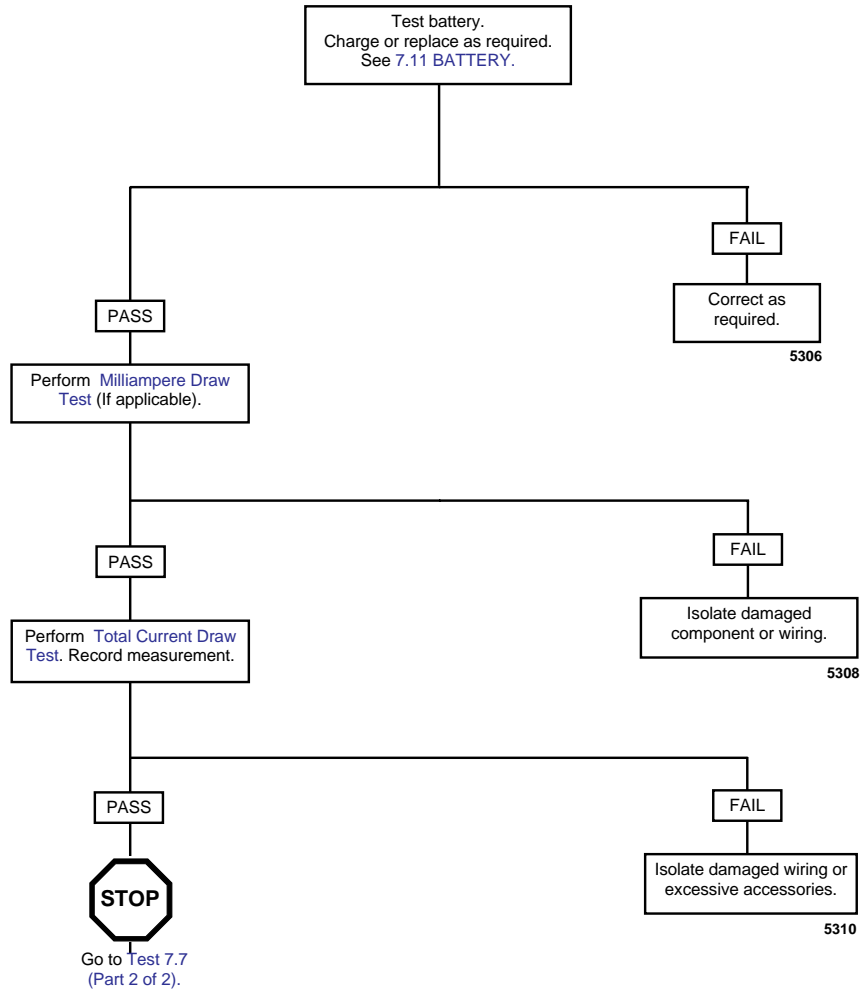 Test battery.
Charge or replace as required.
See 7.11 BATTERY.
FAIL
Correct as
required.
5306
PASS
Perform Milliampere Draw
Test (If applicable).
FAIL
Isolate damaged
component or wiring.
5308
PASS
Perform Total Current Draw
Test. Record measurement.
FAIL
Isolate damaged wiring or
excessive accessories.
5310
PASS
STOP
Go to Test 7.7
(Part 2 of 2).